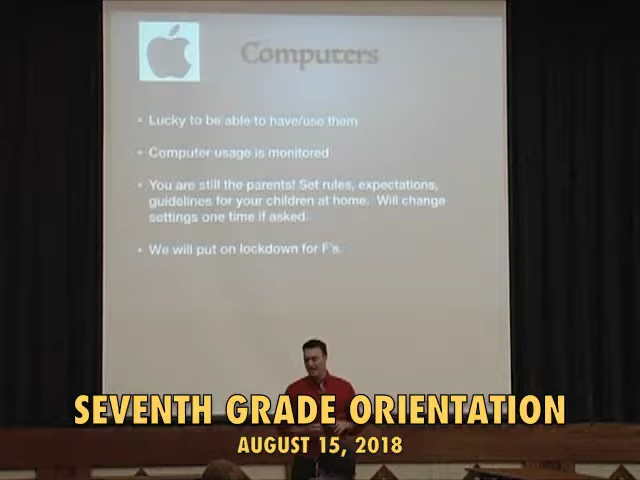 Computers
• Lucky to be able to have/use them
• Computer usage is monitored
• You are still the parents! Set rules, expectations,
guidelines for your children at home. Will change
settings one time if asked.
• We will put on lockdown for F's.
SEVENTH GRADE ORIENTATION
AUGUST 15, 2018